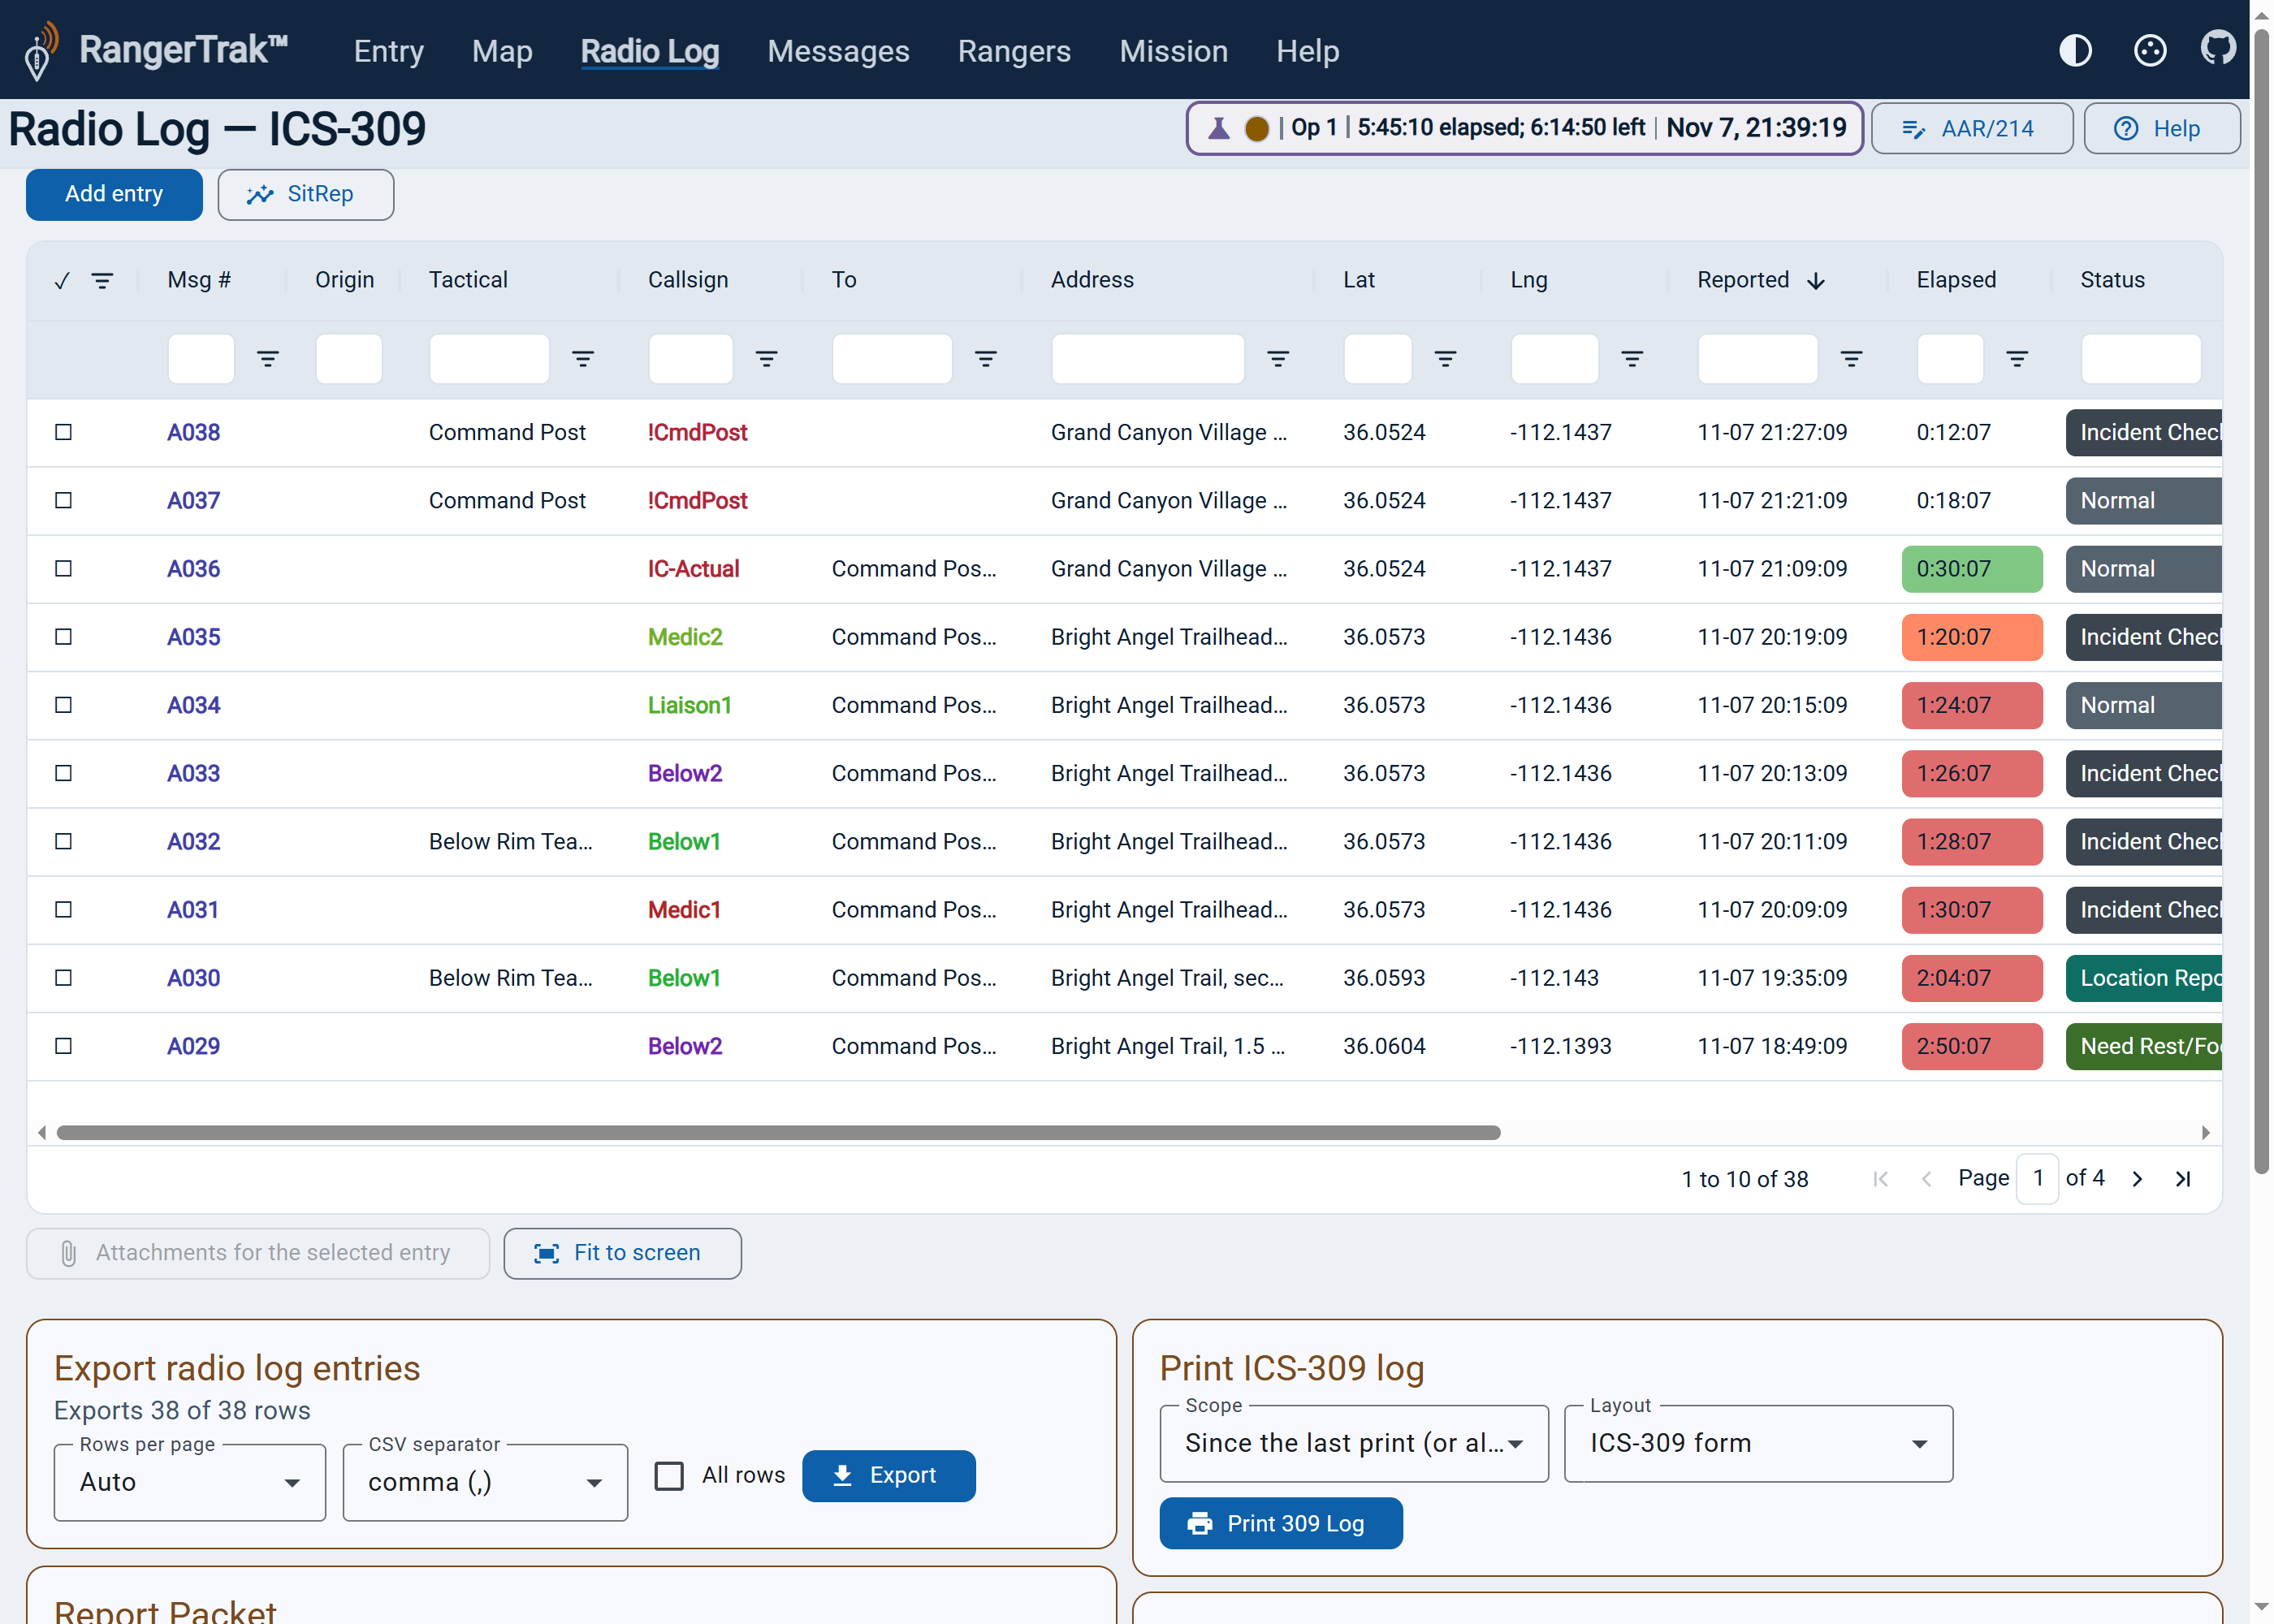 RangerTrak™ Entry Map Radio Log Messages Rangers Mission Help
Radio Log — ICS-309
| Op 1 | 5:45:10 elapsed; 6:14:50 left | Nov 7, 21:39:19
AAR/214
Help
Add entry
SitRep
✓ Msg # Origin Tactical Callsign To Address Lat Lng Reported Elapsed Status
A038 Command Post !CmdPost Grand Canyon Village ... 36.0524 -112.1437 11-07 21:27:09 0:12:07 Incident Check
A037 Command Post !CmdPost Grand Canyon Village ... 36.0524 -112.1437 11-07 21:21:09 0:18:07 Normal
A036 IC-Actual Command Pos... Grand Canyon Village ... 36.0524 -112.1437 11-07 21:09:09 0:30:07 Normal
A035 Medic2 Command Pos... Bright Angel Trailhead... 36.0573 -112.1436 11-07 20:19:09 1:20:07 Incident Check
A034 Liaison1 Command Pos... Bright Angel Trailhead... 36.0573 -112.1436 11-07 20:15:09 1:24:07 Normal
A033 Below2 Command Pos... Bright Angel Trailhead... 36.0573 -112.1436 11-07 20:13:09 1:26:07 Incident Check
A032 Below Rim Tea... Below1 Command Pos... Bright Angel Trailhead... 36.0573 -112.1436 11-07 20:11:09 1:28:07 Incident Check
A031 Medic1 Command Pos... Bright Angel Trailhead... 36.0573 -112.1436 11-07 20:09:09 1:30:07 Incident Check
A030 Below Rim Tea... Below1 Command Pos... Bright Angel Trail, sec... 36.0593 -112.143 11-07 19:35:09 2:04:07 Location Repo
A029 Below2 Command Pos... Bright Angel Trail, 1.5 ... 36.0604 -112.1393 11-07 18:49:09 2:50:07 Need Rest/Foo
1 to 10 of 38 Page 1 of 4
Attachments for the selected entry
Fit to screen
Export radio log entries
Exports 38 of 38 rows
Rows per page
Auto
CSV separator
comma (,)
All rows
Export
Print ICS-309 log
Scope
Since the last print (or al...
Layout
ICS-309 form
Print 309 Log
Report Packet